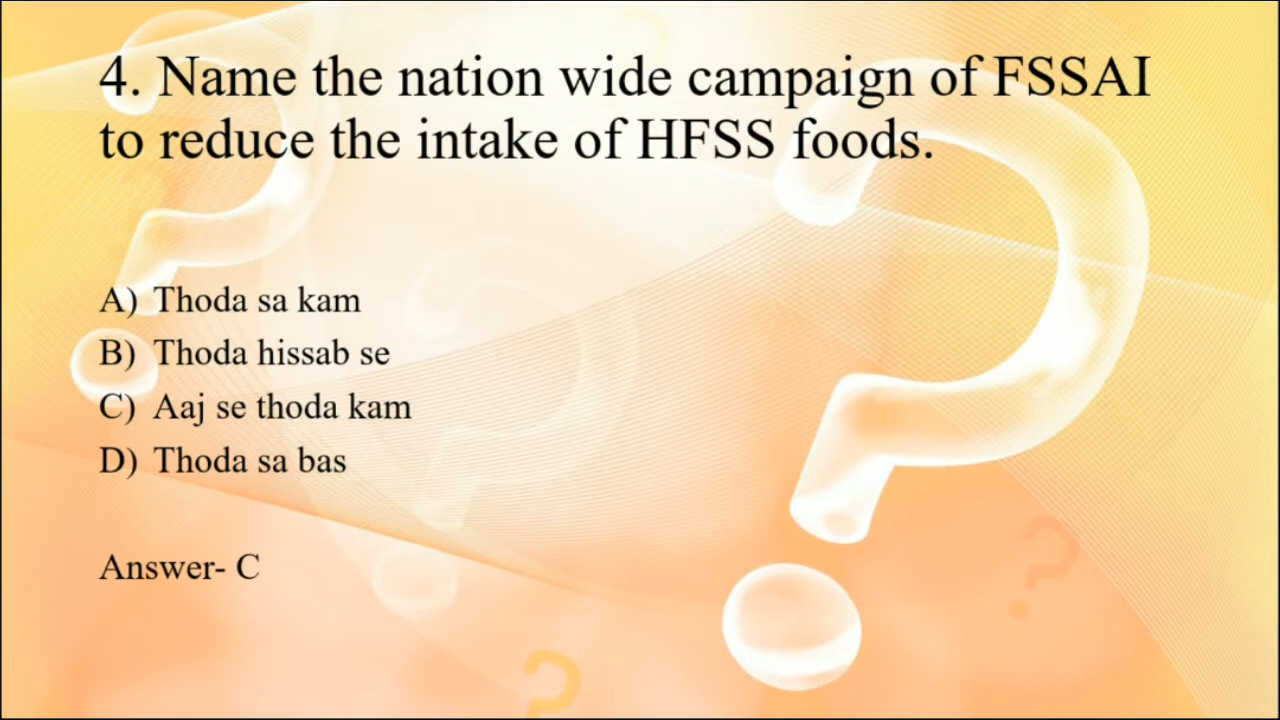 4. Name the nation wide campaign of FSSAI
to reduce the intake of HFSS foods.
A) Thoda sa kam
B) Thoda hissab se
C) Aaj se thoda kam
D) Thoda sa bas
Answer- C